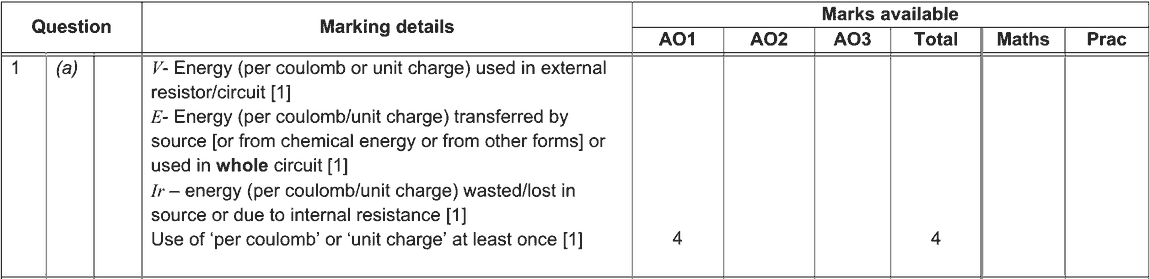 Question Marking details Marks available
AO1 AO2 AO3 Total Maths Prac
1 (a) V- Energy (per coulomb or unit charge) used in external
resistor/circuit [1]
E- Energy (per coulomb/unit charge) transferred by
source [or from chemical energy or from other forms] or
used in whole circuit [1]
Ir – energy (per coulomb/unit charge) wasted/lost in
source or due to internal resistance [1]
Use of ‘per coulomb’ or ‘unit charge’ at least once [1] 4 4